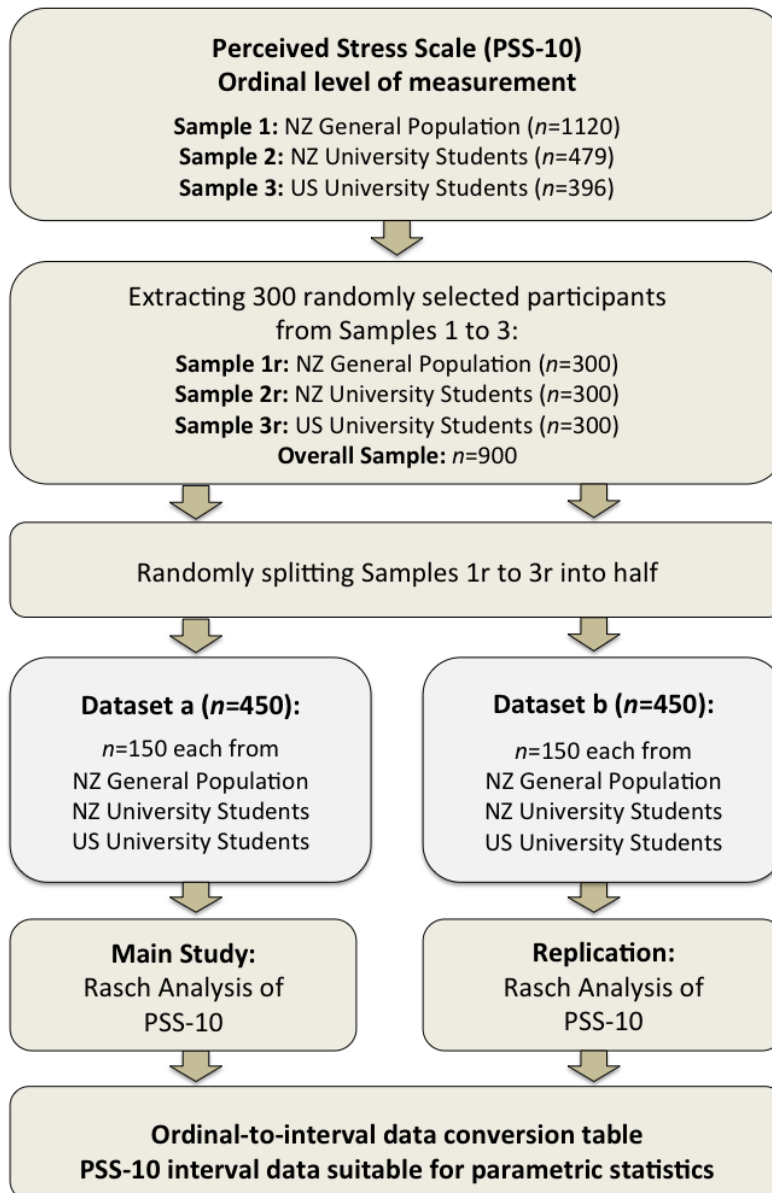 Perceived Stress Scale (PSS-10)
Ordinal level of measurement
Sample 1: NZ General Population (n=1120)
Sample 2: NZ University Students (n=479)
Sample 3: US University Students (n=396)
Extracting 300 randomly selected participants
from Samples 1 to 3:
Sample 1r: NZ General Population (n=300)
Sample 2r: NZ University Students (n=300)
Sample 3r: US University Students (n=300)
Overall Sample: n=900
Randomly splitting Samples 1r to 3r into half
Dataset a (n=450):
n=150 each from
NZ General Population
NZ University Students
US University Students
Dataset b (n=450):
n=150 each from
NZ General Population
NZ University Students
US University Students
Main Study:
Rasch Analysis of
PSS-10
Replication:
Rasch Analysis of
PSS-10
Ordinal-to-interval data conversion table
PSS-10 interval data suitable for parametric statistics